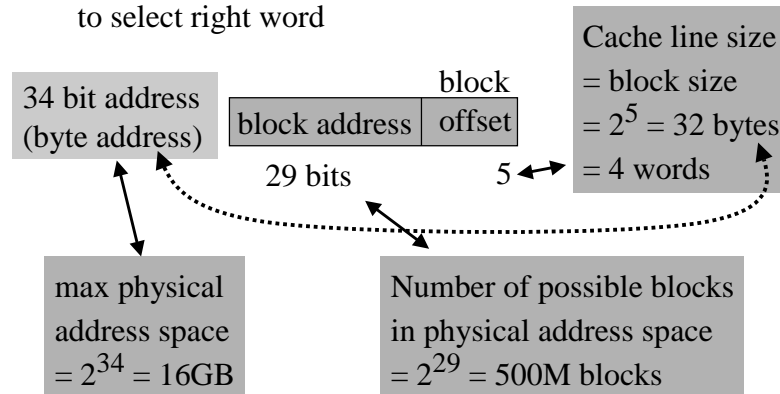 to select right word
34 bit address
(byte address)
block address
block
offset
29 bits
5
Cache line size
= block size
= 2^5 = 32 bytes
= 4 words
max physical
address space
= 2^34 = 16GB
Number of possible blocks
in physical address space
= 2^29 = 500M blocks